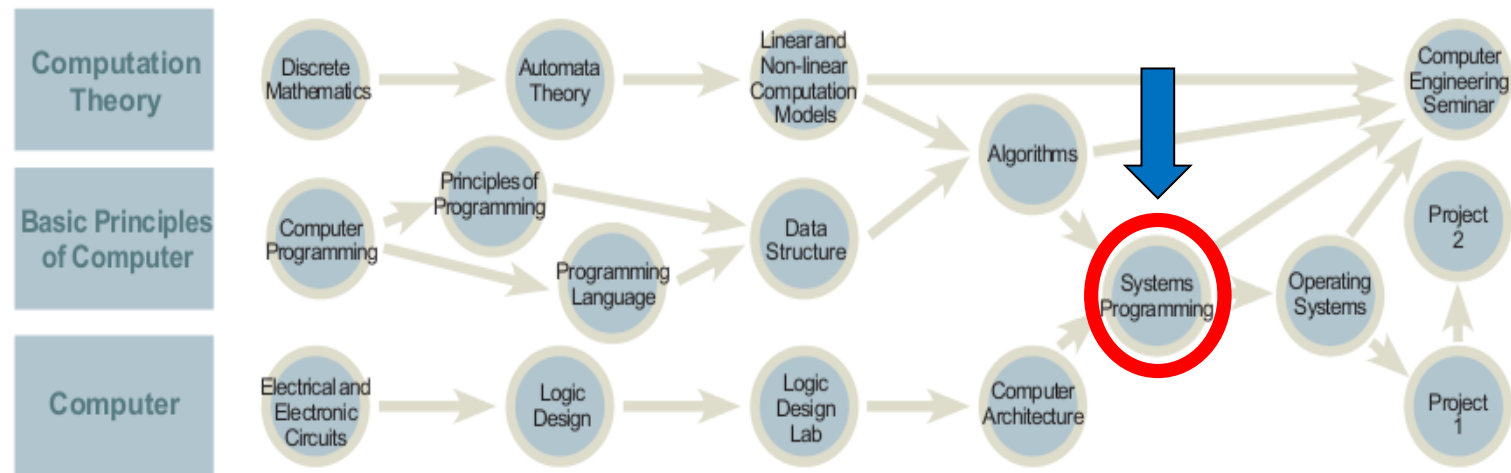 Computation
Theory
Discrete
Mathematics
Automata
Theory
Linear and
Non-linear
Computation
Models
Computer
Engineering
Seminar
Algorithms
Basic Principles
of Computer
Computer
Programming
Principles of
Programming
Programming
Language
Data
Structure
Systems
Programming
Operating
Systems
Project
2
Computer
Electrical and
Electronic
Circuits
Logic
Design
Logic
Design
Lab
Computer
Architecture
Project
1